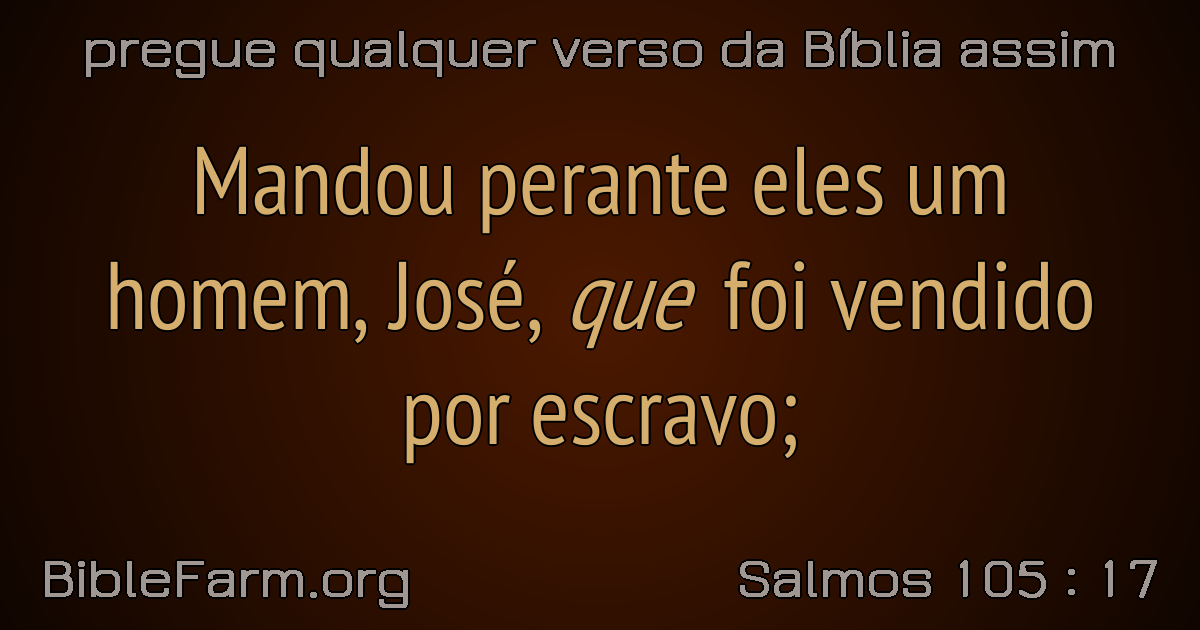 pregue qualquer verso da Bíblia assim
Mandou perante eles um
homem, José, que foi vendido
por escravo;
BibleFarm.org
Salmos 105 : 17